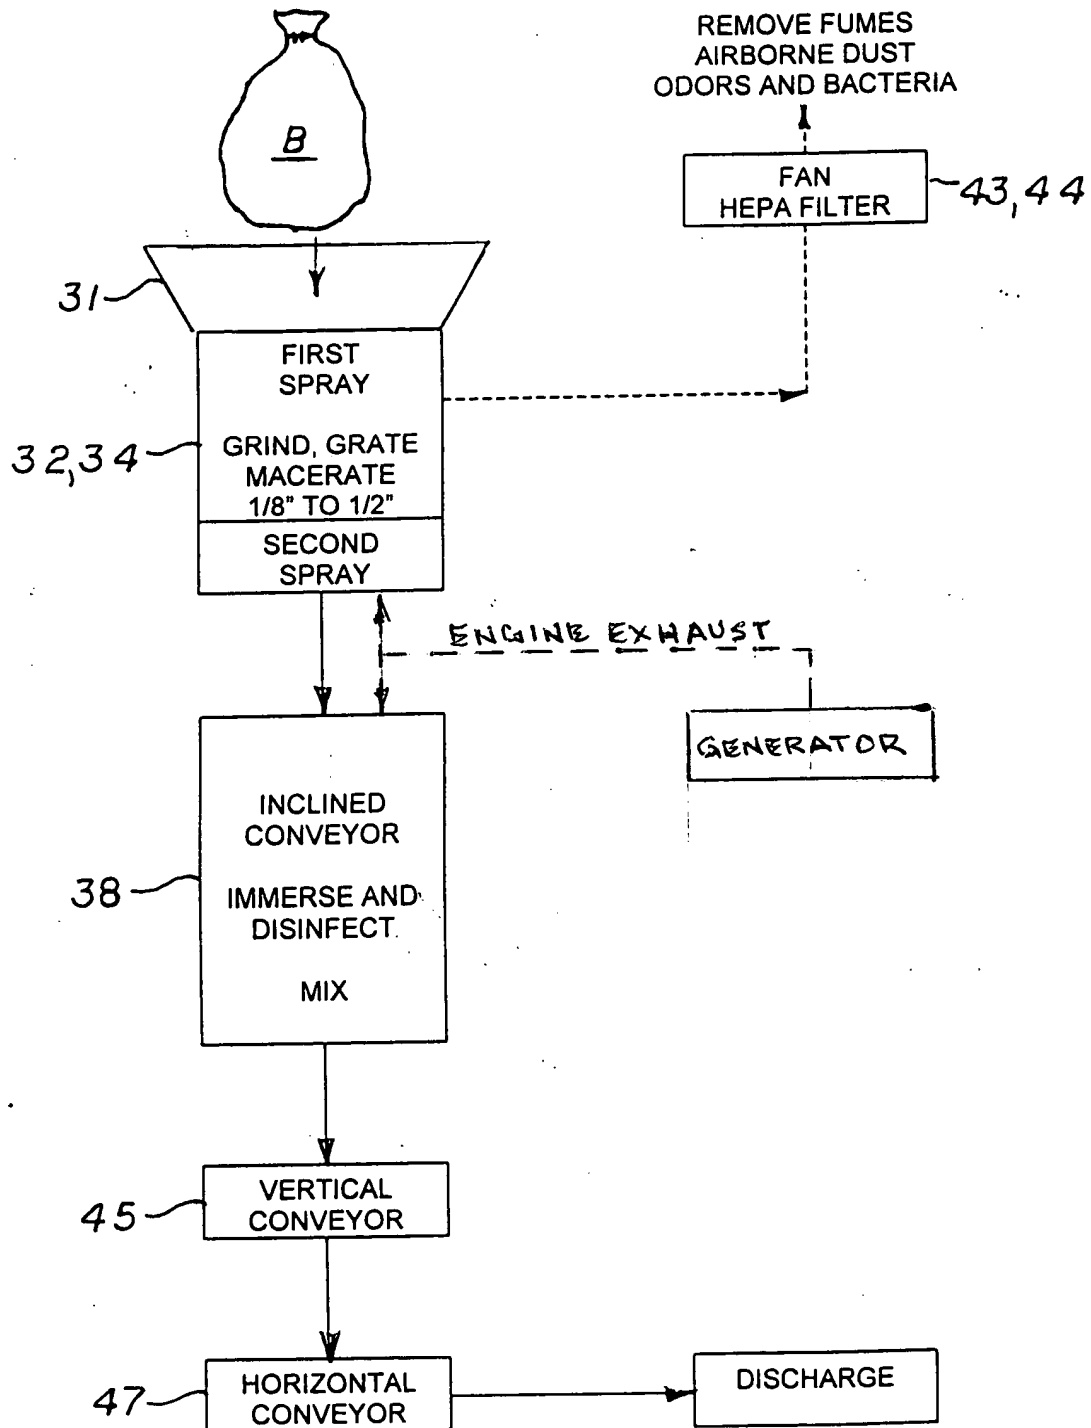 REMOVE FUMES
AIRBORNE DUST
ODORS AND BACTERIA
B
FAN
HEPA FILTER
43,44
31
FIRST
SPRAY
32,34
GRIND, GRATE
MACERATE
1/8" TO 1/2"
SECOND
SPRAY
ENGINE EXHAUST
GENERATOR
INCLINED
CONVEYOR
38
IMMERSE AND
DISINFECT
MIX
45
VERTICAL
CONVEYOR
47
HORIZONTAL
CONVEYOR
DISCHARGE